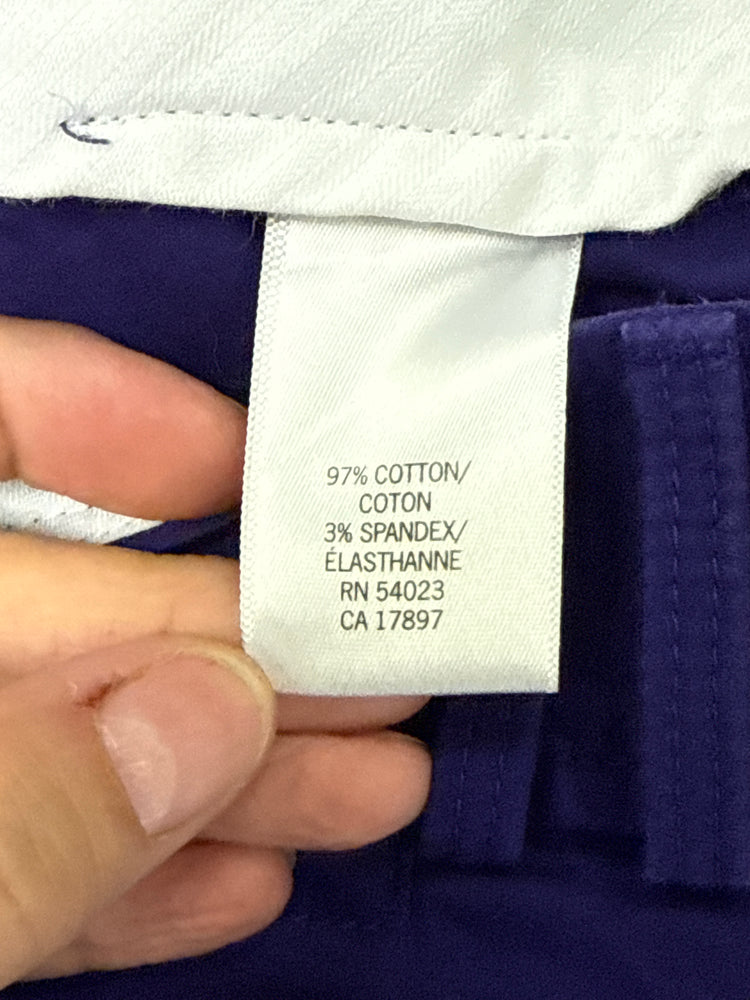 97% COTTON/
COTON
3% SPANDEX/
ÉLASTHANNE
RN 54023
CA 17897